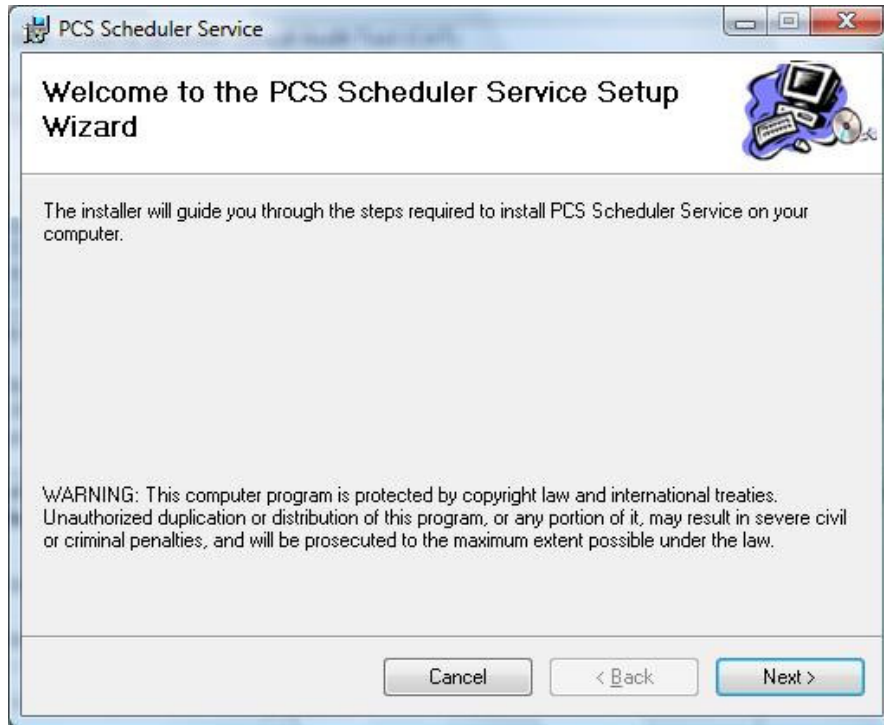 PCS Scheduler Service
Welcome to the PCS Scheduler Service Setup
Wizard
The installer will guide you through the steps required to install PCS Scheduler Service on your
computer.
WARNING: This computer program is protected by copyright law and international treaties.
Unauthorized duplication or distribution of this program, or any portion of it, may result in severe civil
or criminal penalties, and will be prosecuted to the maximum extent possible under the law.
Cancel
< Back
Next >